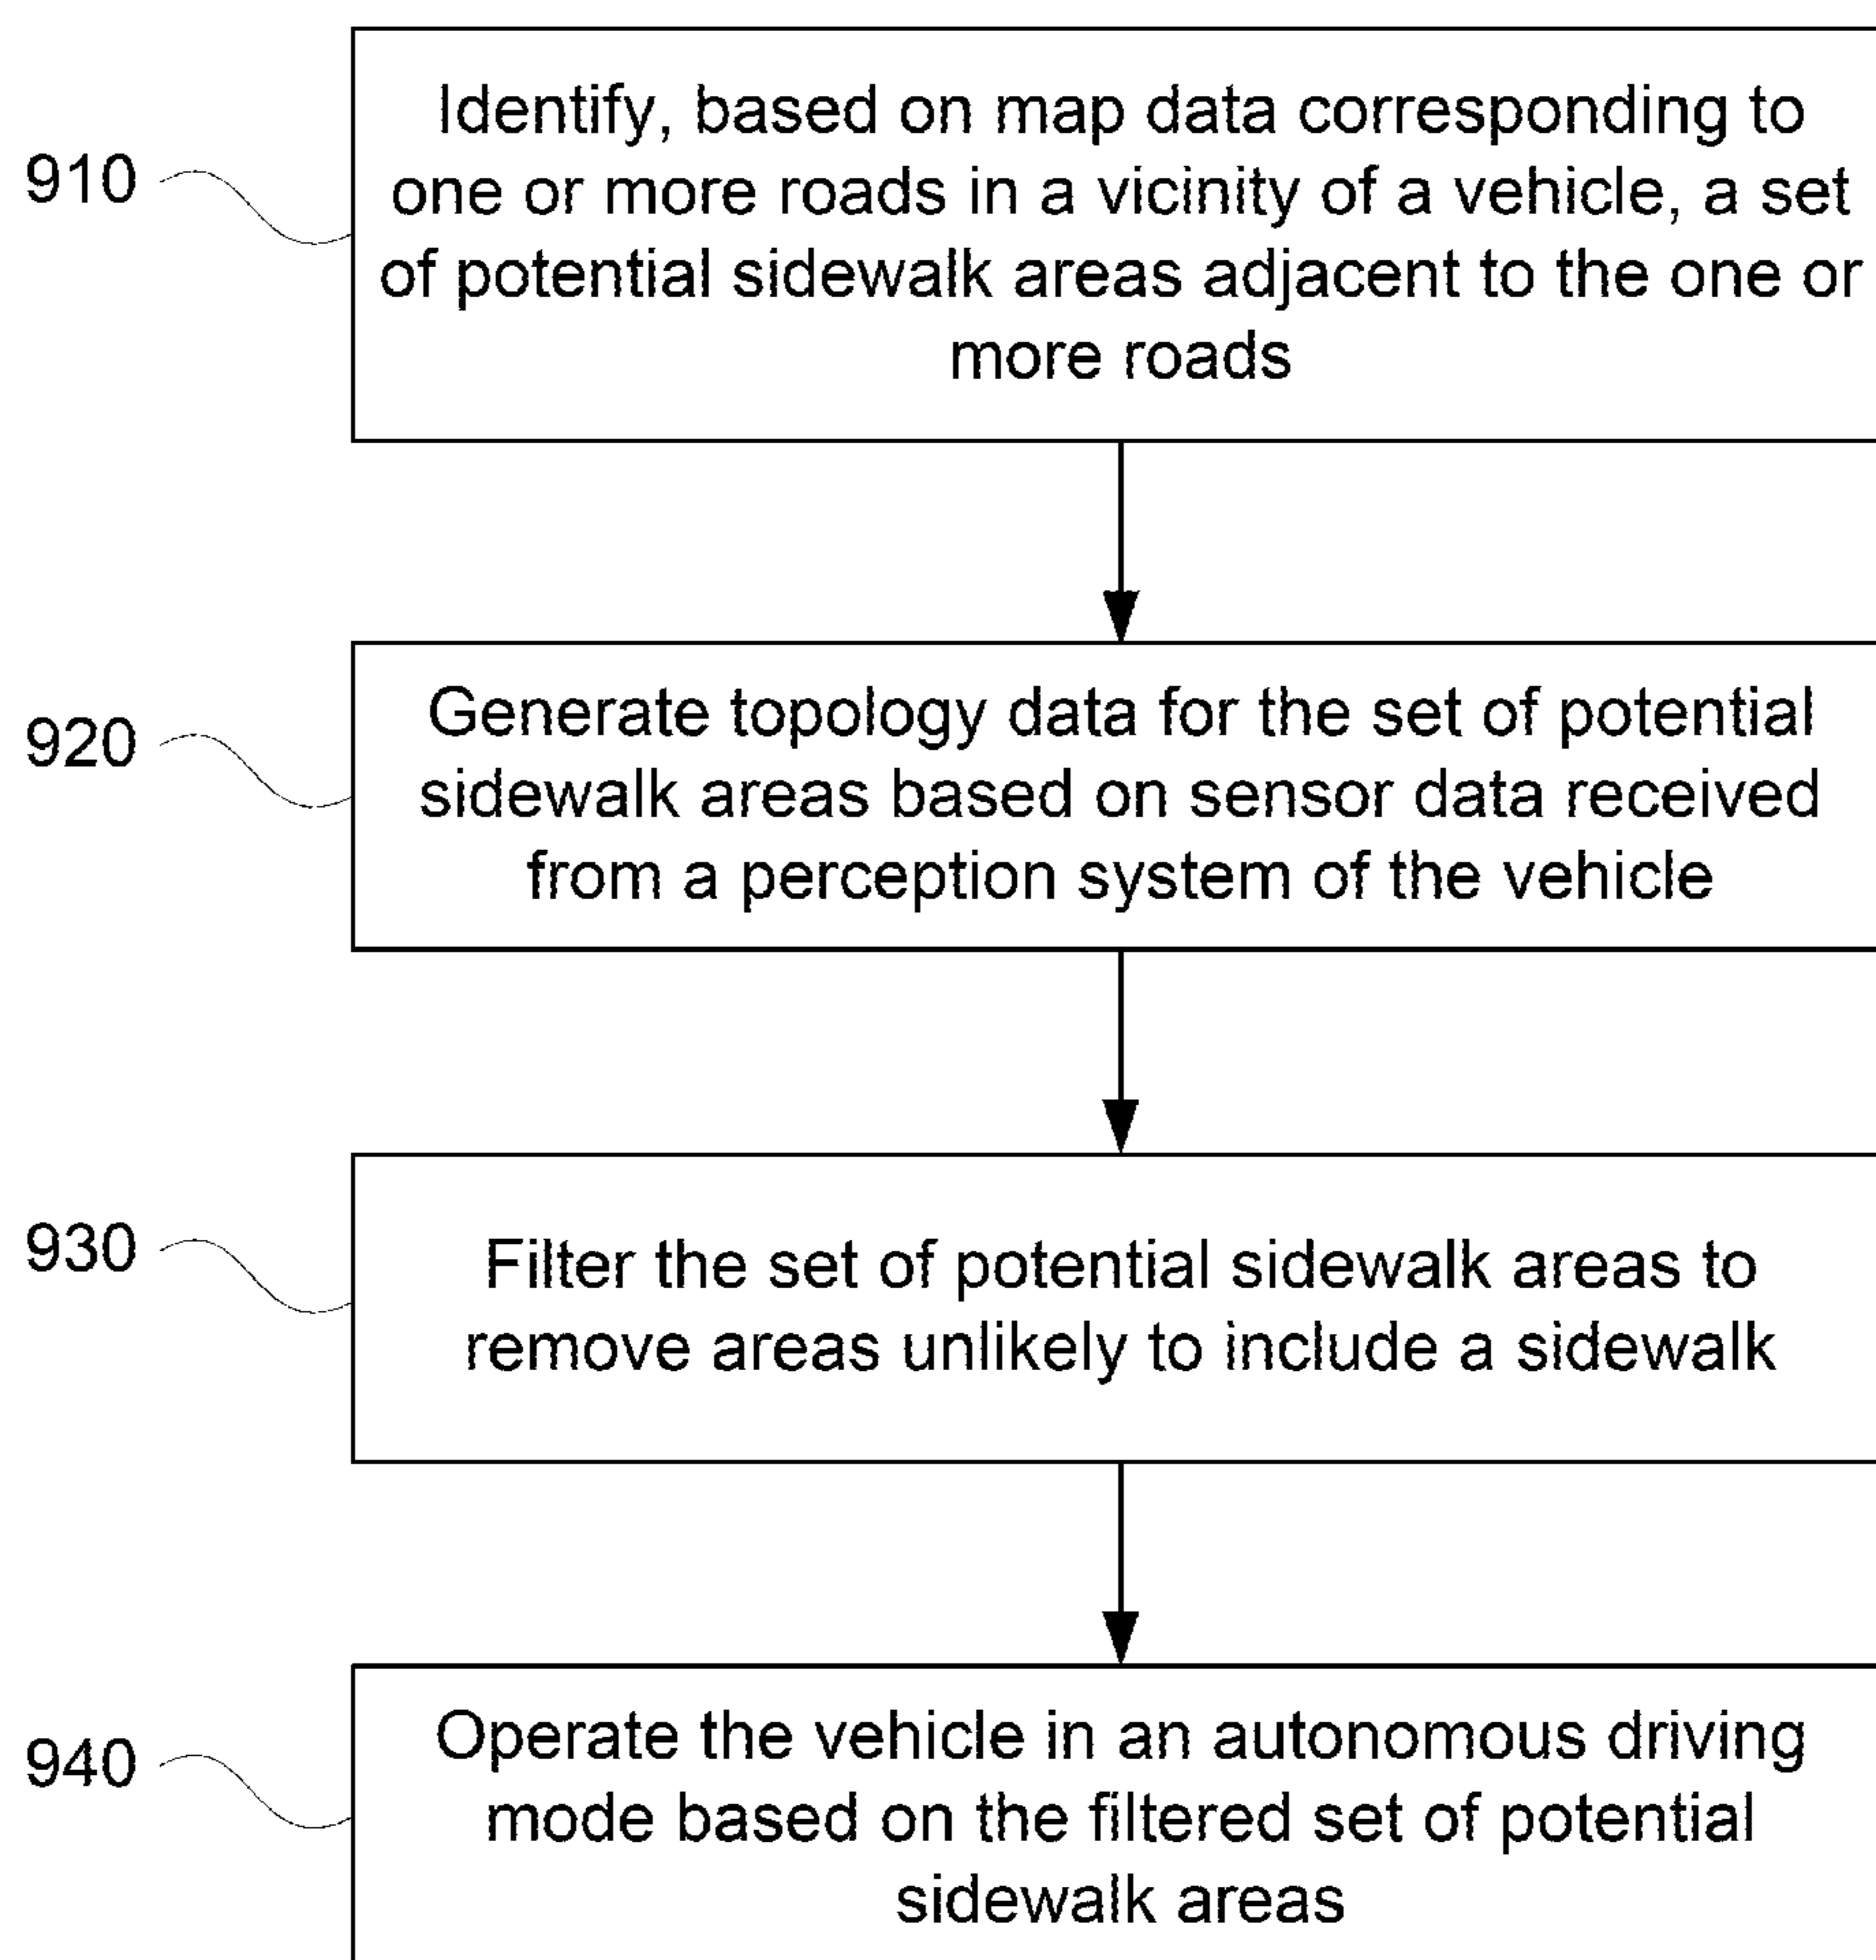 910
Identify, based on map data corresponding to
one or more roads in a vicinity of a vehicle, a set
of potential sidewalk areas adjacent to the one or
more roads
920
Generate topology data for the set of potential
sidewalk areas based on sensor data received
from a perception system of the vehicle
930
Filter the set of potential sidewalk areas to
remove areas unlikely to include a sidewalk
940
Operate the vehicle in an autonomous driving
mode based on the filtered set of potential
sidewalk areas